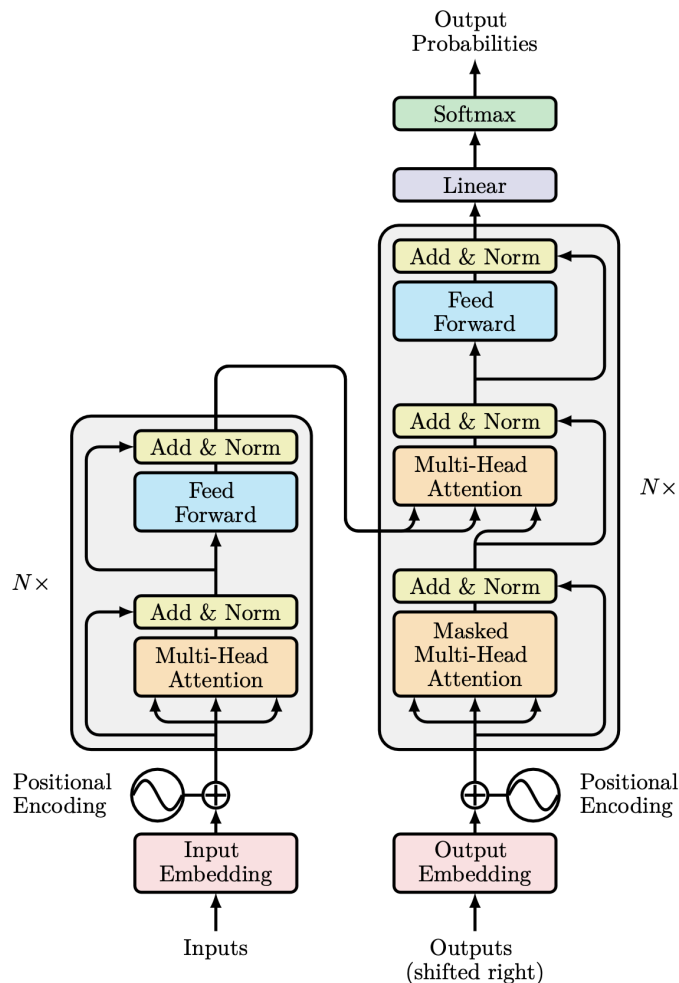 Output
Probabilities
Softmax
Linear
Add & Norm
Feed
Forward
Add & Norm
Multi-Head
Attention
N×
Add & Norm
Masked
Multi-Head
Attention
Add & Norm
Feed
Forward
N×
Add & Norm
Multi-Head
Attention
Positional
Encoding
Positional
Encoding
Input
Embedding
Output
Embedding
Inputs
Outputs
(shifted right)